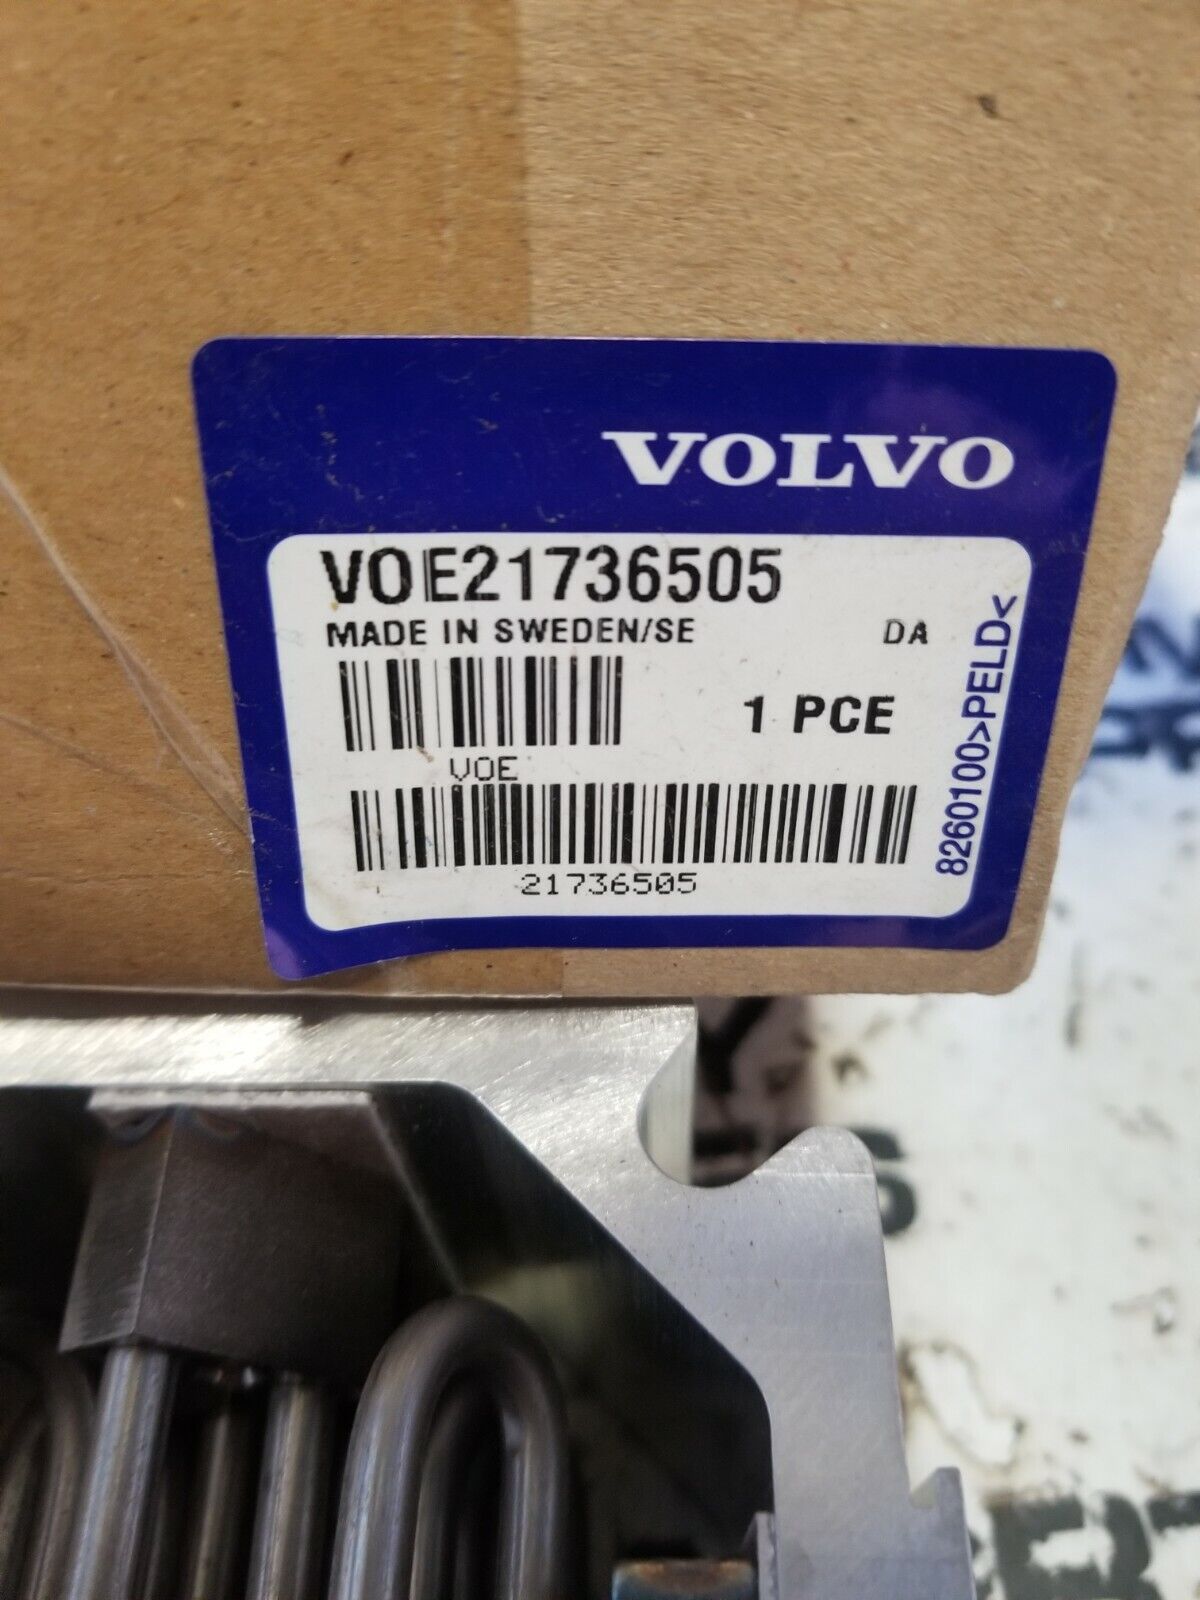 VOLVO
VOE21736505
MADE IN SWEDEN/SE DA
1 PCE
VOE
21736505
8260100>PELD<